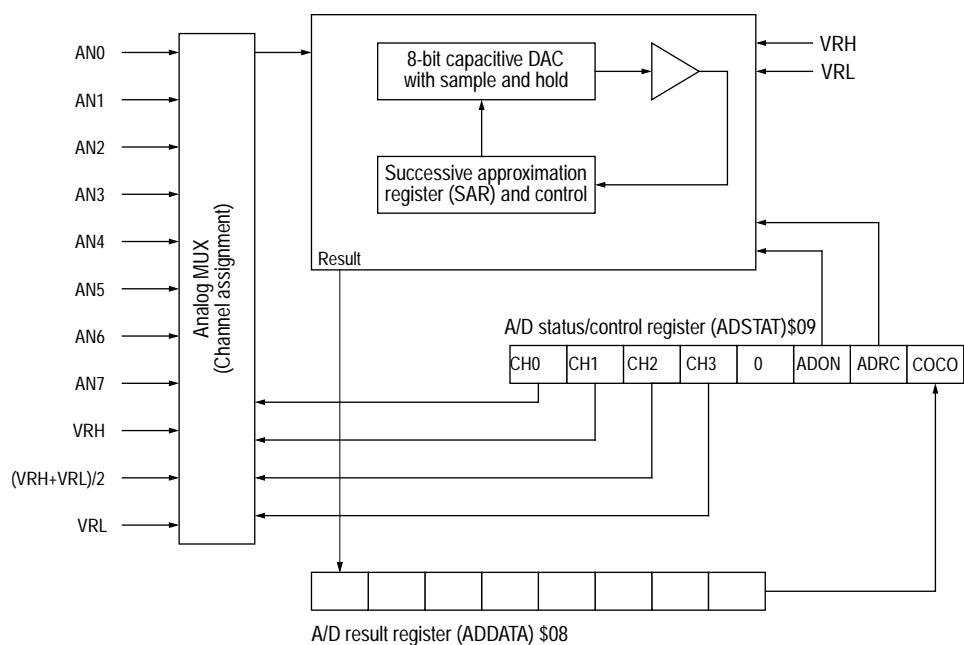 AN0
AN1
AN2
AN3
AN4
AN5
AN6
AN7
VRH
(VRH+VRL)/2
VRL
Analog MUX
(Channel assignment)
8-bit capacitive DAC
with sample and hold
Successive approximation
register (SAR) and control
Result
VRH
VRL
A/D status/control register (ADSTAT)$09
CH0 CH1 CH2 CH3 0 ADON ADRC COCO
A/D result register (ADDATA) $08